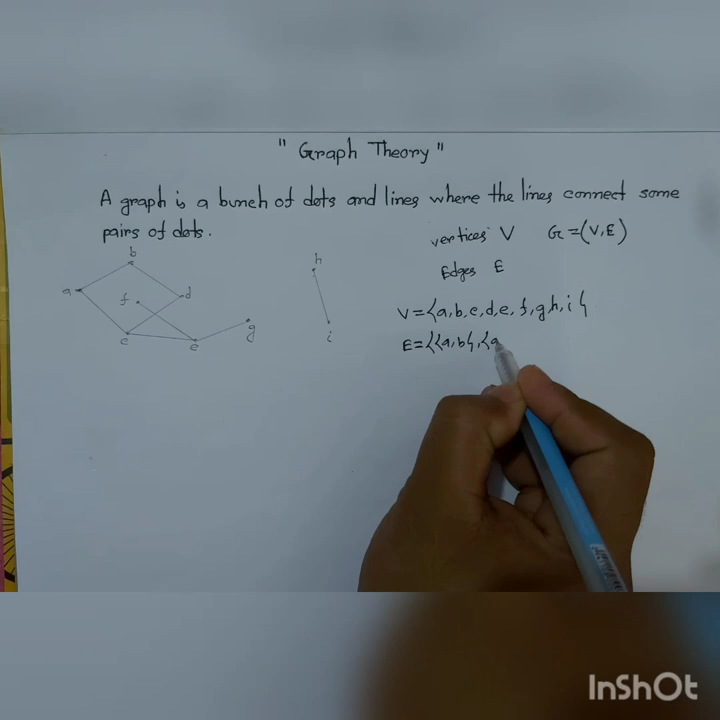 " Graph Theory "
A graph is a bunch of dots and lines where the lines connect some
pairs of dots.
vertices V G=(V,E)
Edges E
b
a
f
d
c
e
g
h
i
V={a,b,c,d,e,f,g,h,i}
E={{a,b},{a
InShOt